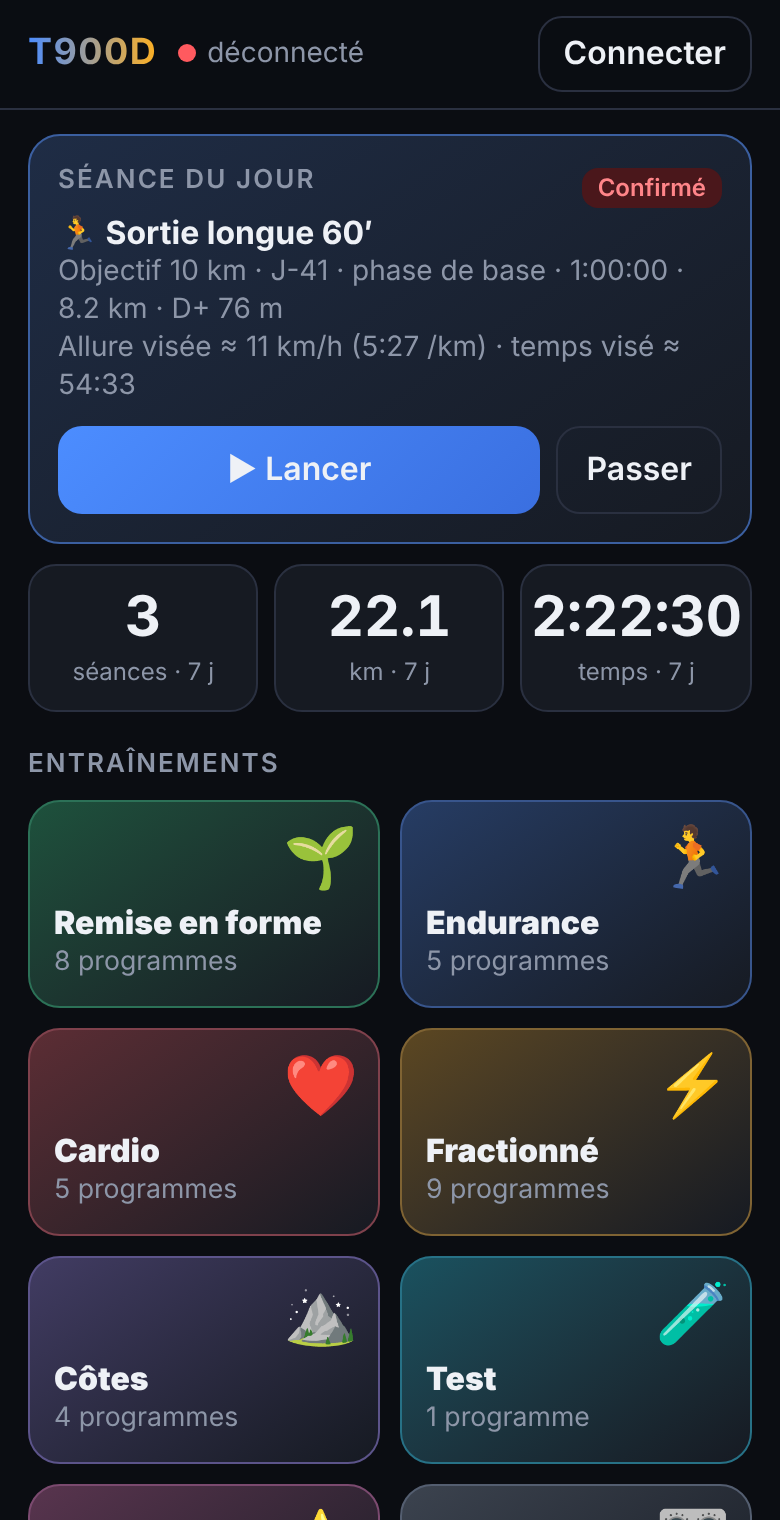 T900D
déconnecté
Connecter
SÉANCE DU JOUR
Confirmé
🏃 Sortie longue 60′
Objectif 10 km · J-41 · phase de base · 1:00:00 ·
8.2 km · D+ 76 m
Allure visée ≈ 11 km/h (5:27 /km) · temps visé ≈
54:33
▶ Lancer
Passer
3
séances · 7 j
22.1
km · 7 j
2:22:30
temps · 7 j
ENTRAÎNEMENTS
Remise en forme
8 programmes
Endurance
5 programmes
Cardio
5 programmes
Fractionné
9 programmes
Côtes
4 programmes
Test
1 programme